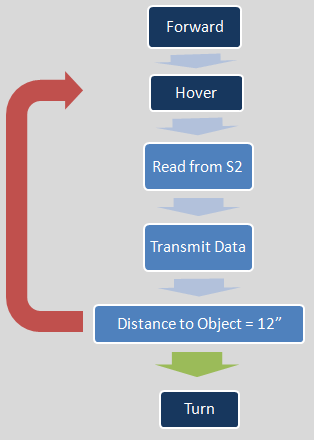 Forward
Hover
Read from S2
Transmit Data
Distance to Object = 12”
Turn